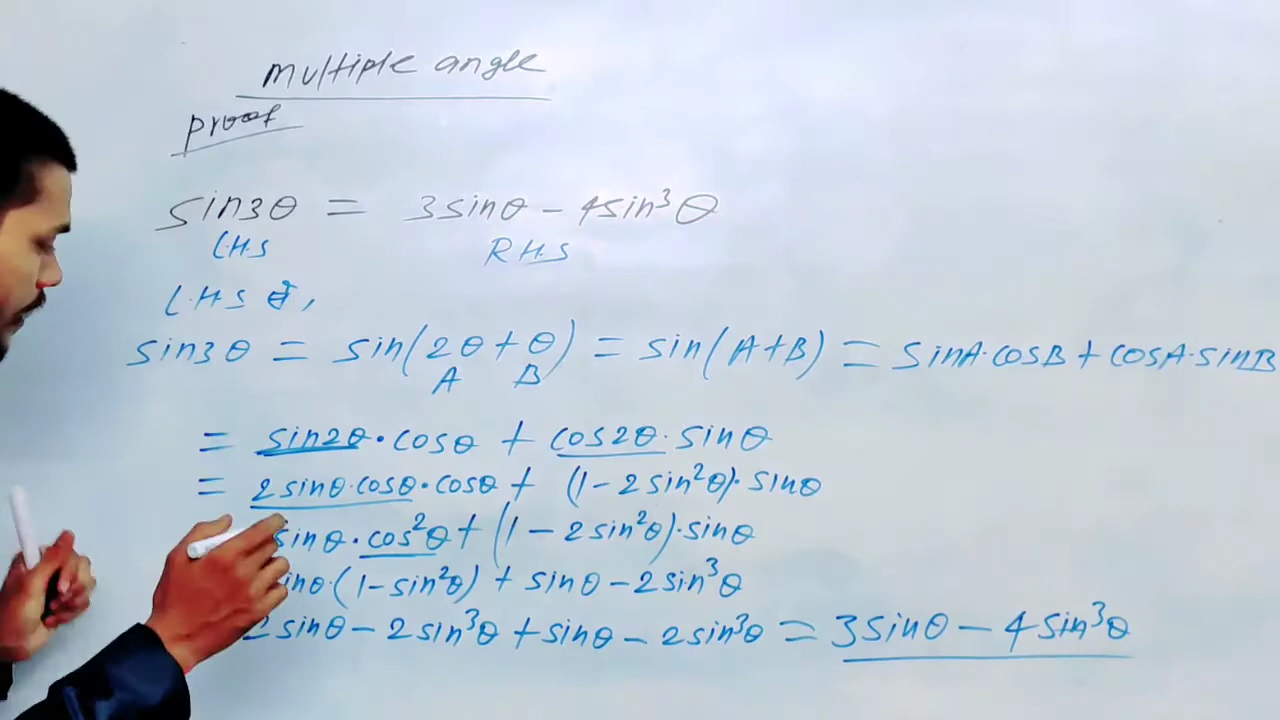 multiple angle
proof
sin3θ = 3sinθ - 4sin³θ
L.H.S R.H.S
L.H.S से,
sin3θ = sin(2θ + θ) = sin(A+B) = sinA·cosB + cosA·sinB
A B
= sin2θ·cosθ + cos2θ·sinθ
= 2sinθ·cosθ·cosθ + (1-2sin²θ)·sinθ
sinθ·cos²θ + (1-2sin²θ)·sinθ
inθ·(1-sin²θ) + sinθ - 2sin³θ
2sinθ - 2sin³θ + sinθ - 2sin³θ = 3sinθ - 4sin³θ